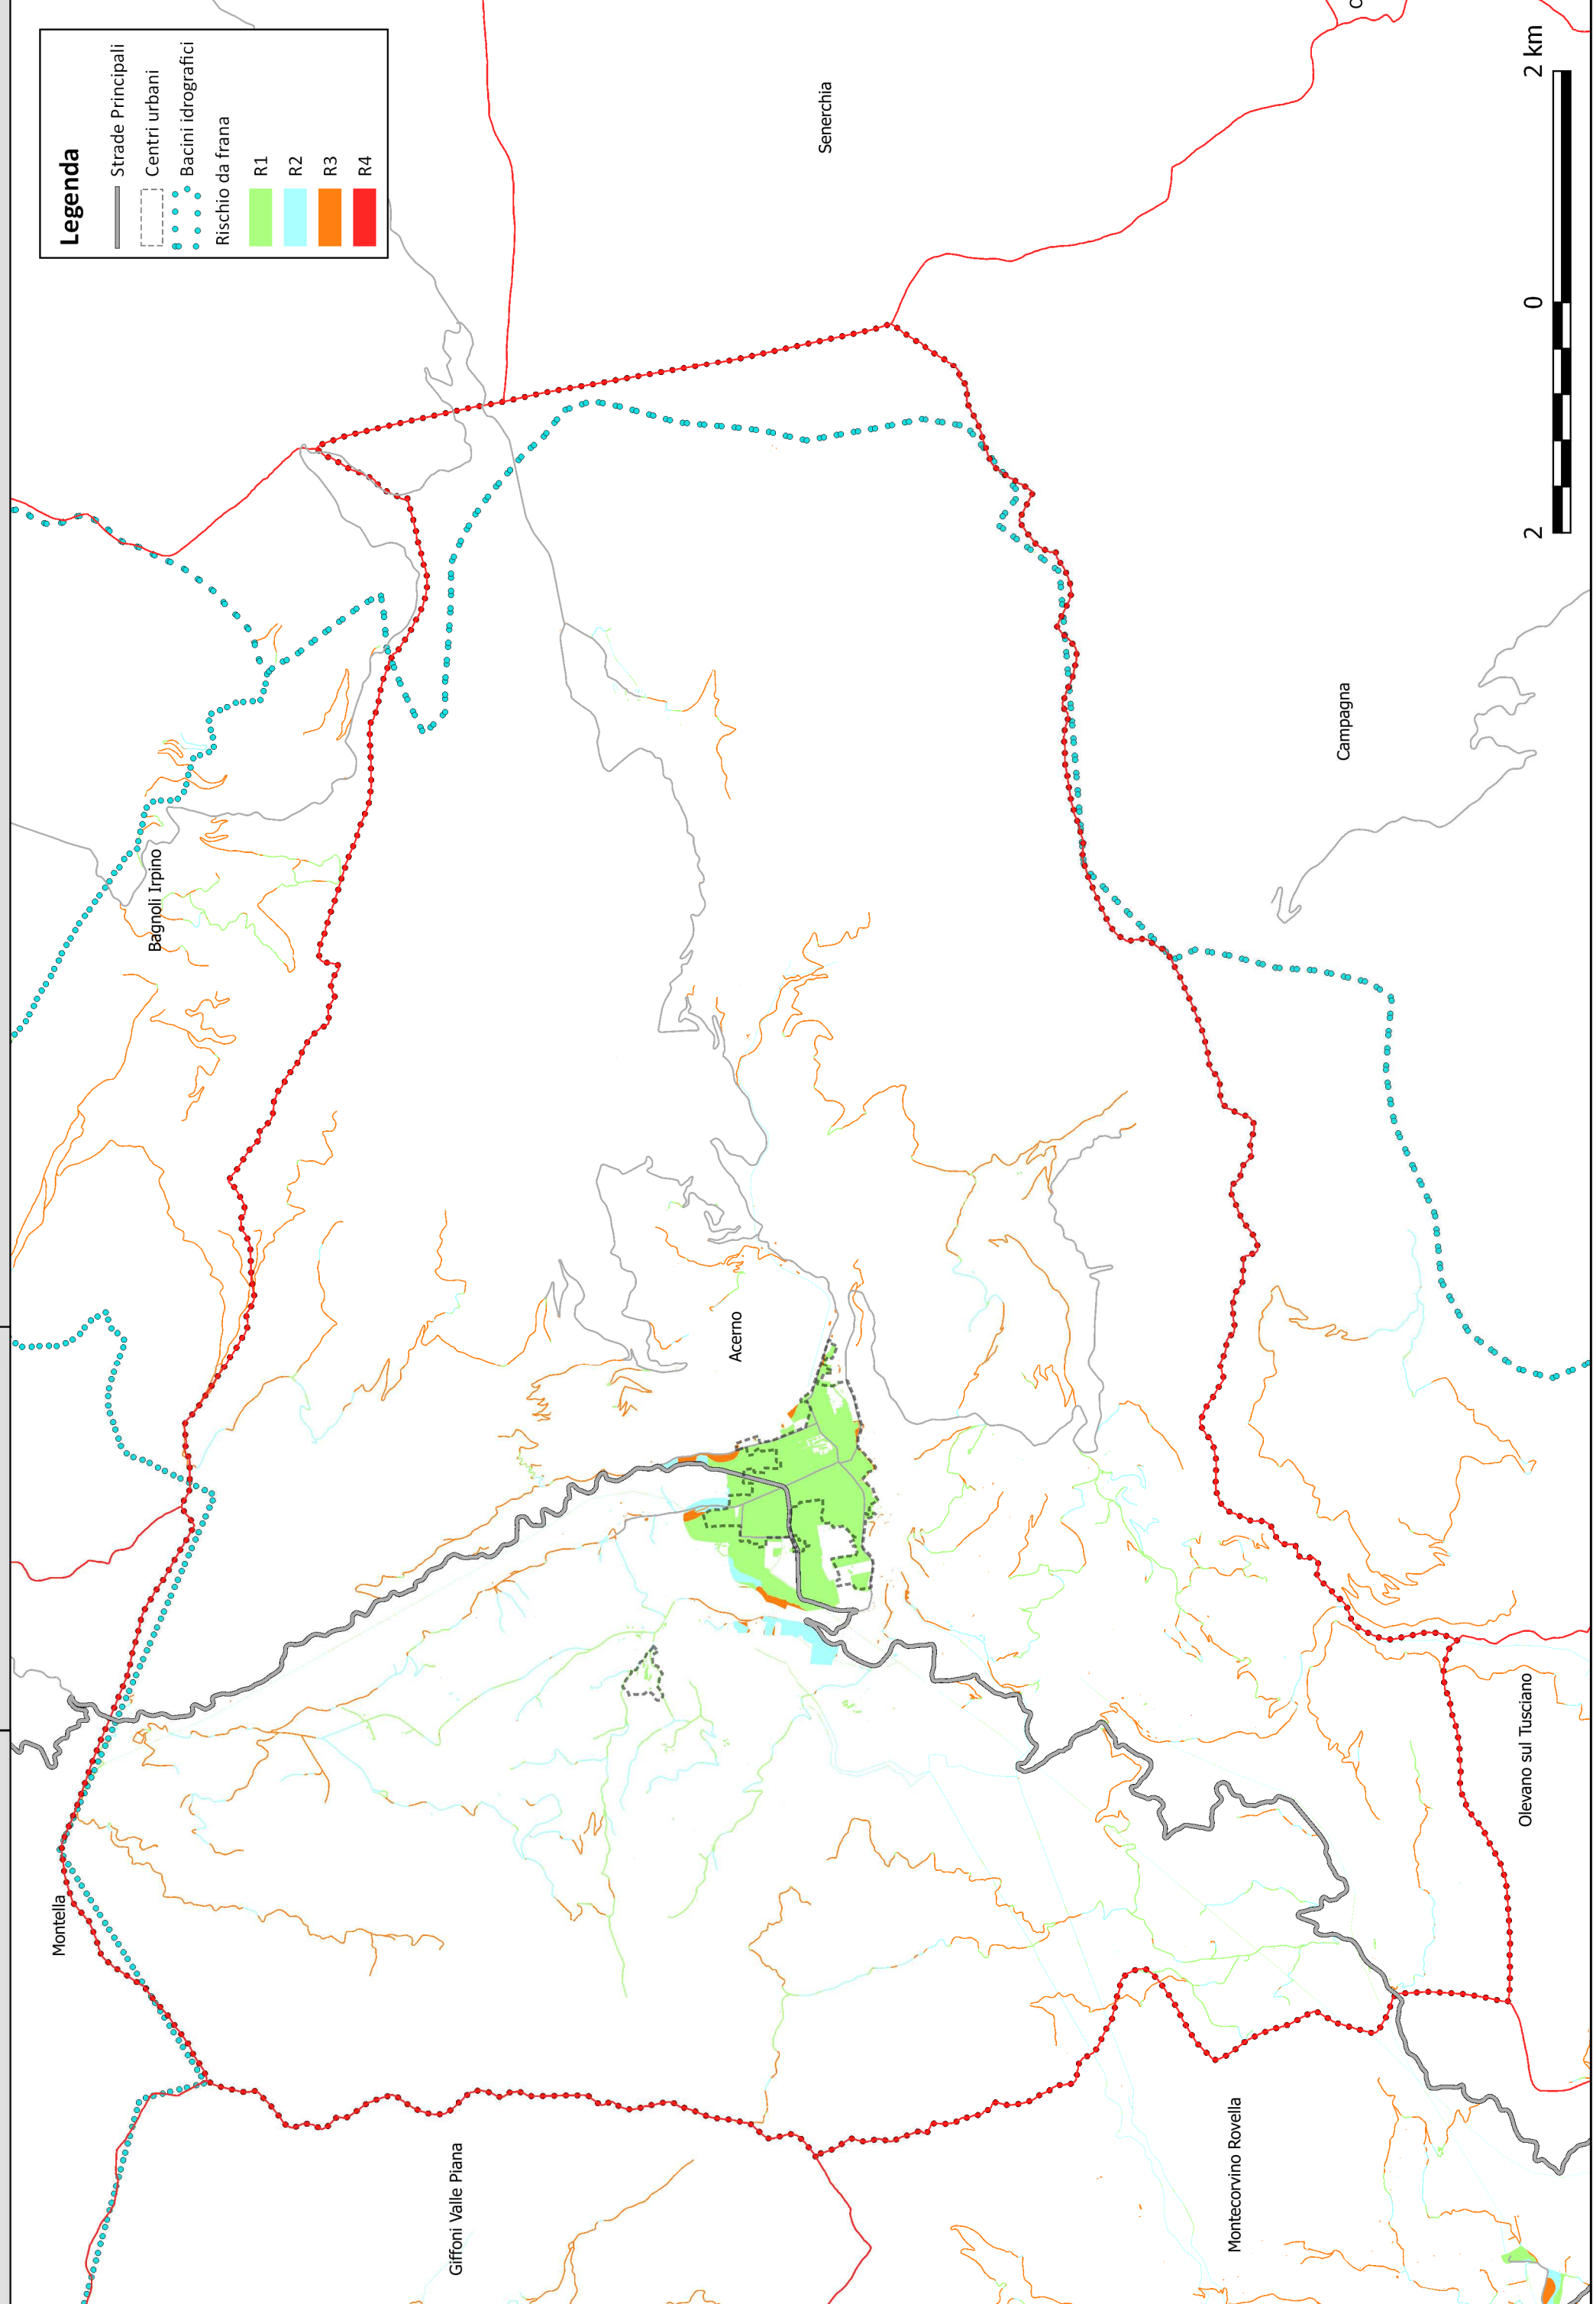 Legenda
Strade Principali
Centri urbani
Bacini idrografici
Rischio da frana
R1
R2
R3
R4
Senerchia
Bagnoli Irpino
Campagna
Acerno
Montella
Olevano sul Tusciano
Giffoni Valle Piana
Montecorvino Rovella
2 0 2 km